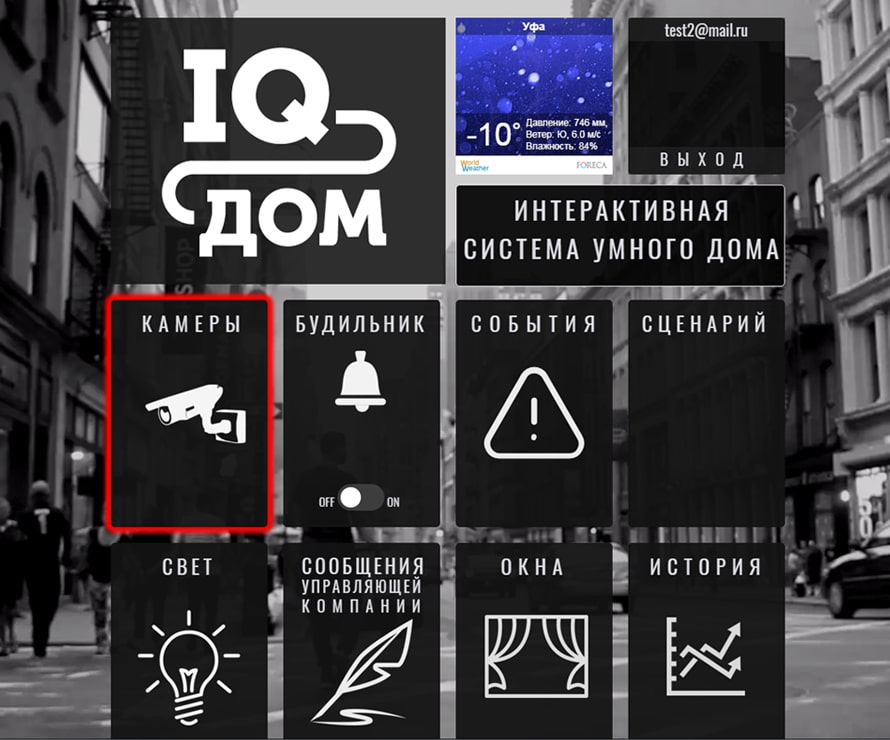 IQ
ДОМ
Уфа
-10°
Давление: 746 мм,
Ветер: Ю, 6.0 м/с
Влажность: 84%
World
Weather
FORECA
test2@mail.ru
ВЫХОД
ИНТЕРАКТИВНАЯ
СИСТЕМА УМНОГО ДОМА
КАМЕРЫ
БУДИЛЬНИК
OFF
ON
СОБЫТИЯ
СЦЕНАРИЙ
СВЕТ
СООБЩЕНИЯ
УПРАВЛЯЮЩЕЙ
КОМПАНИИ
ОКНА
ИСТОРИЯ